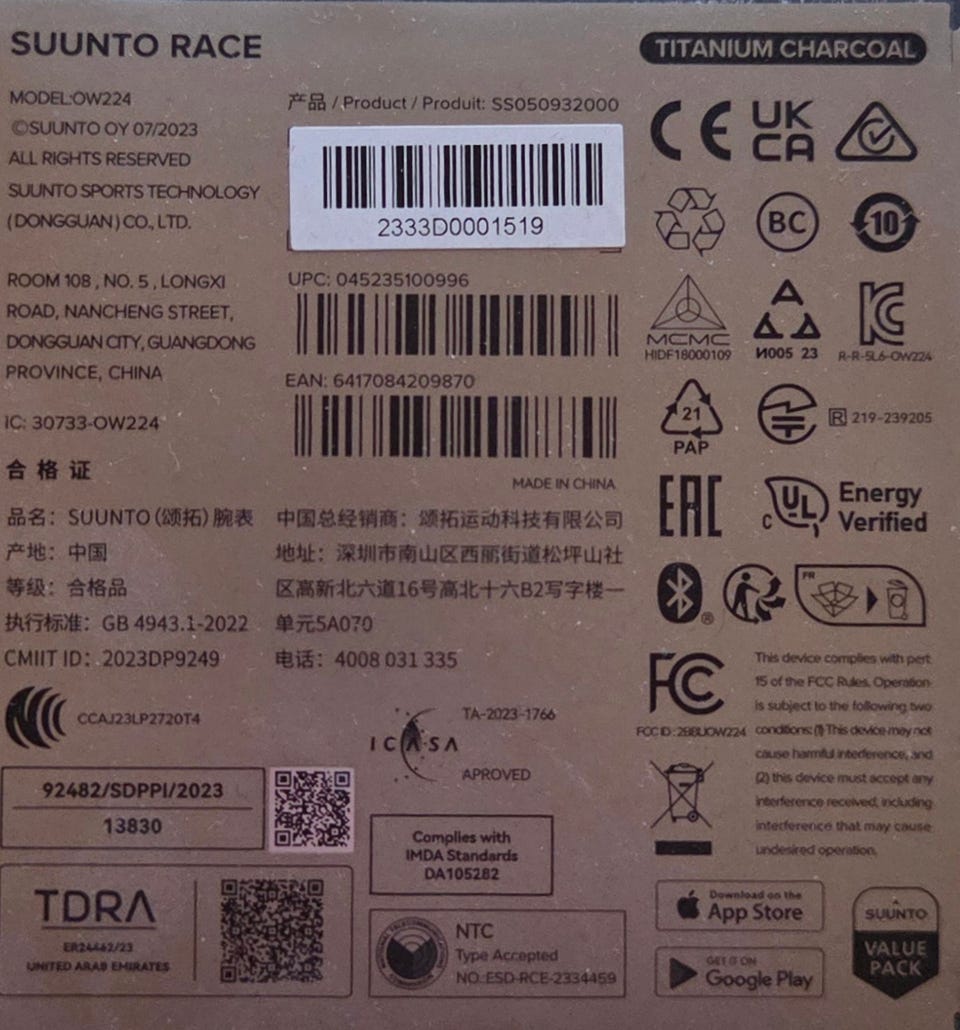 SUUNTO RACE
TITANIUM CHARCOAL
MODEL:OW224
©SUUNTO OY 07/2023
ALL RIGHTS RESERVED
SUUNTO SPORTS TECHNOLOGY
(DONGGUAN) CO., LTD.
ROOM 108 , NO. 5 , LONGXI
ROAD, NANCHENG STREET,
DONGGUAN CITY, GUANGDONG
PROVINCE, CHINA
IC: 30733-OW224
产品 / Product / Produit: SS050932000
2333D0001519
UPC: 045235100996
EAN: 6417084209870
MADE IN CHINA
合格证
品名：SUUNTO（颂拓）腕表
产地：中国
等级：合格品
执行标准：GB 4943.1-2022
CMIIT ID：2023DP9249
中国总经销商：颂拓运动科技有限公司
地址：深圳市南山区西丽街道松坪山社
区高新北六道16号高北十六B2写字楼一
单元5A070
电话：4008 031 335
CCAJ23LP2720T4
ICASA
TA-2023-1766
APROVED
92482/SDPPI/2023
13830
Complies with
IMDA Standards
DA105282
TDRA
ER24462/23
UNITED ARAB EMIRATES
NTC
Type Accepted
NO.:ESD-RCE-2334459
CE
UK
CA
BC
10
MCMC
HIDF18000109
A
И005 23
KC
R-R-5L6-OW224
21
PAP
R 219-239205
EAC
C UL Energy
Verified
®
FR
FC
FCC ID : 2BBUOW224
This device complies with part
15 of the FCC Rules. Operation
is subject to the following two
conditions: (1) This device may not
cause harmful interference, and
(2) this device must accept any
interference received, including
interference that may cause
undesired operation.
Download on the
App Store
GET IT ON
Google Play
SUUNTO
VALUE
PACK